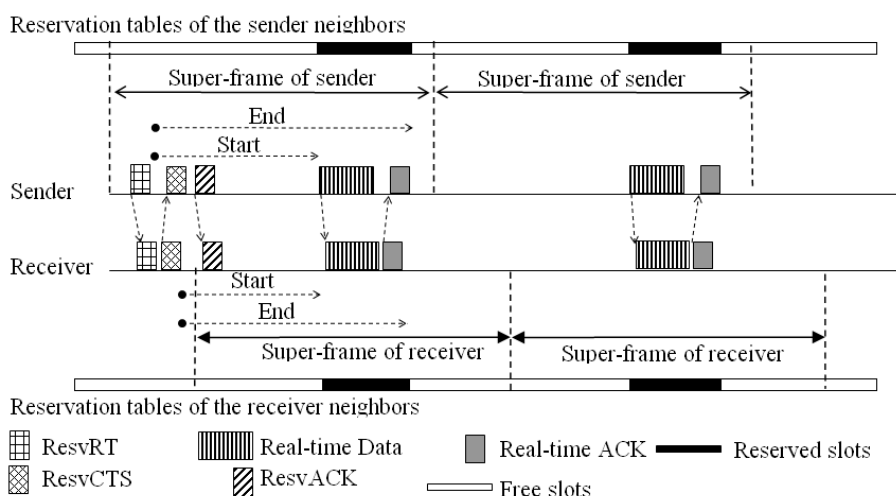 Reservation tables of the sender neighbors
Super-frame of sender
Super-frame of sender
End
Start
Sender
Receiver
Start
End
Super-frame of receiver
Super-frame of receiver
Reservation tables of the receiver neighbors
ResvRT
Real-time Data
Real-time ACK
Reserved slots
ResvCTS
ResvACK
Free slots